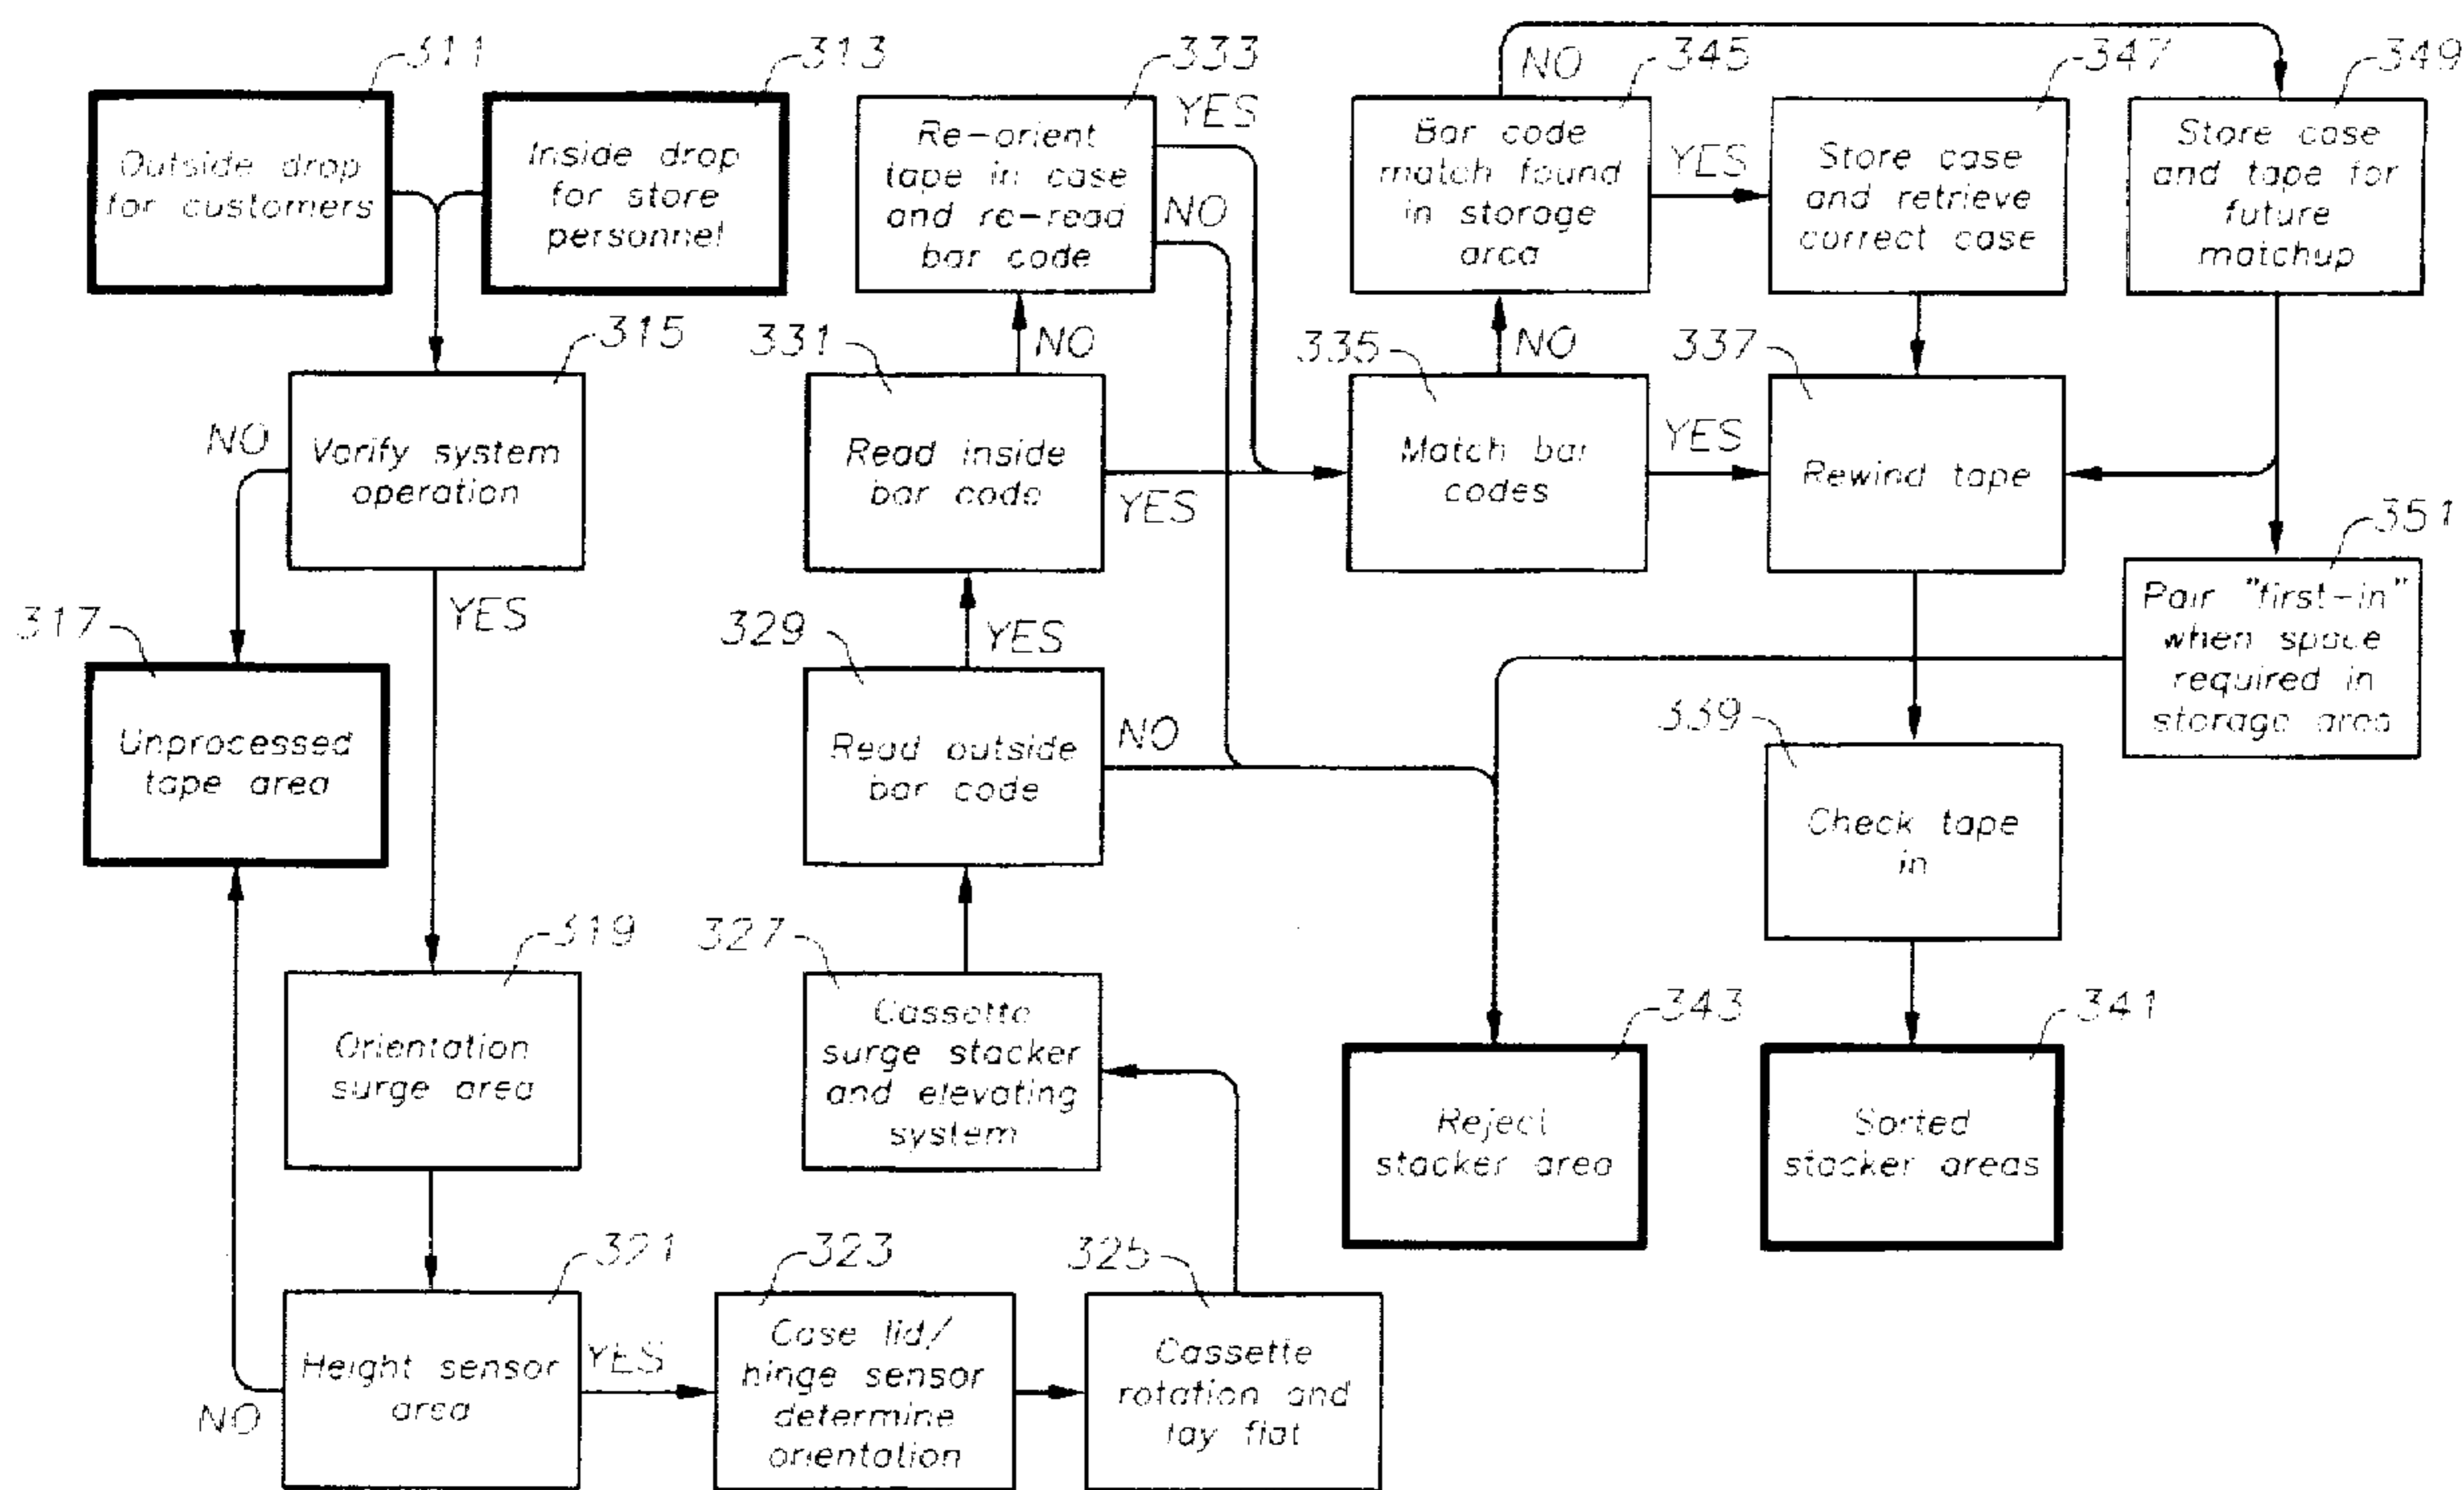 311
Outside drop
for customers
313
Inside drop
for store
personnel
333
Re-orient
tape in case
and re-read
bar code
YES
NO
NO
345
Bar code
match found
in storage
area
YES
347
Store case
and retrieve
correct case
349
Store case
and tape for
future
matchup
315
Verify system
operation
NO
YES
331
Read inside
bar code
NO
YES
335
Match bar
codes
NO
YES
337
Rewind tape
351
Pair "first-in"
when space
required in
storage area
317
Unprocessed
tape area
329
Read outside
bar code
YES
NO
339
Check tape
in
319
Orientation
surge area
327
Cassette
surge stacker
and elevating
system
343
Reject
stacker area
341
Sorted
stacker areas
321
Height sensor
area
NO
YES
323
Case lid/
hinge sensor
determine
orientation
325
Cassette
rotation and
lay flat